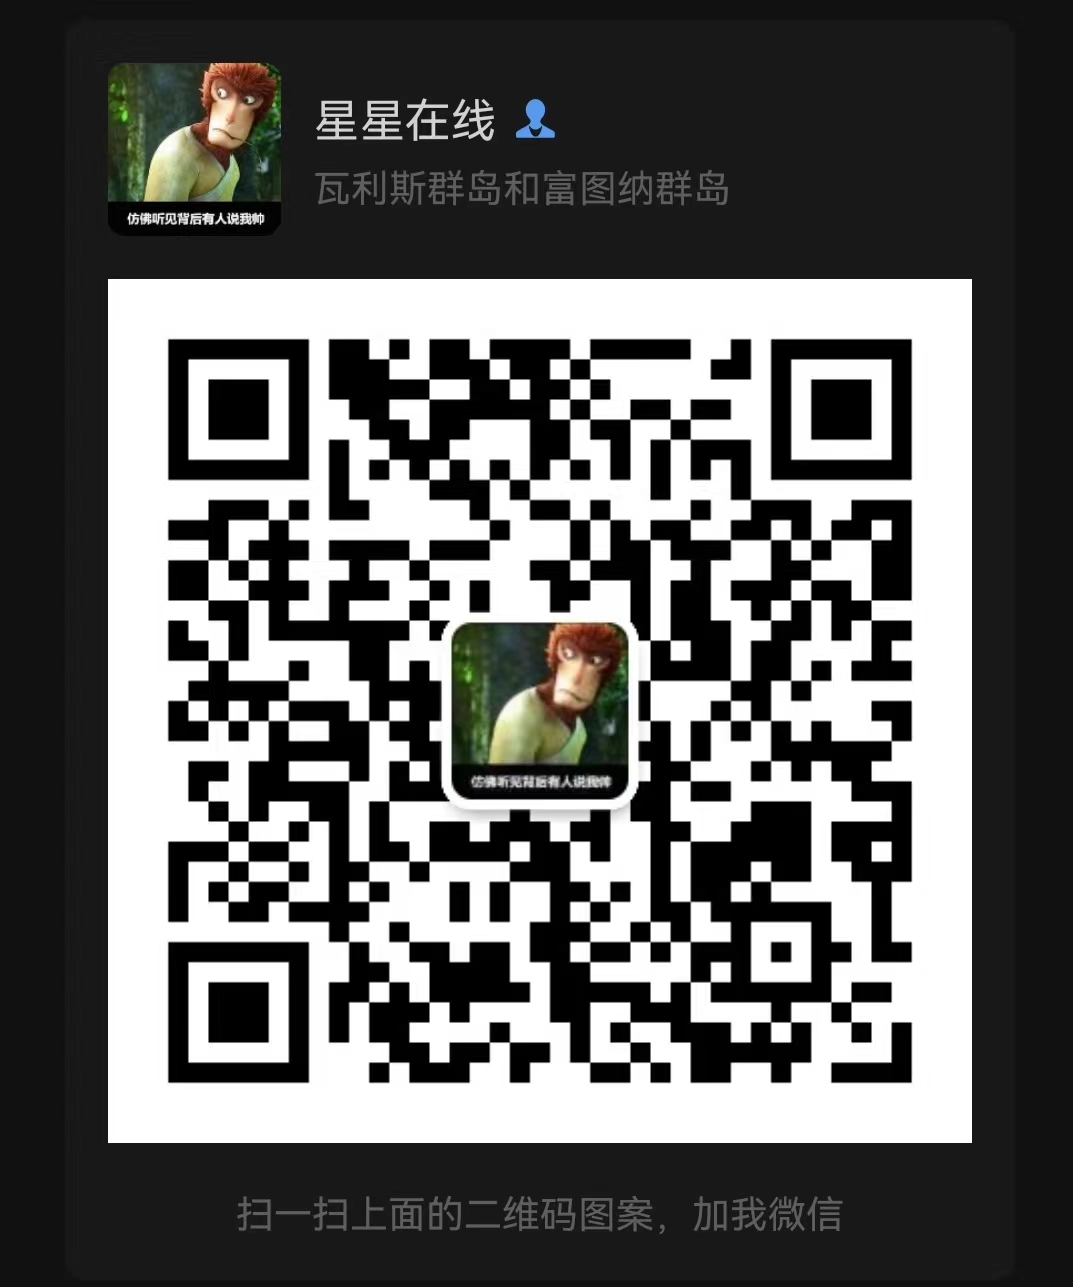 星星在线
瓦利斯群岛和富图纳群岛
仿佛听见背后有人说我帅
仿佛听见背后有人说我帅
扫一扫上面的二维码图案，加我微信